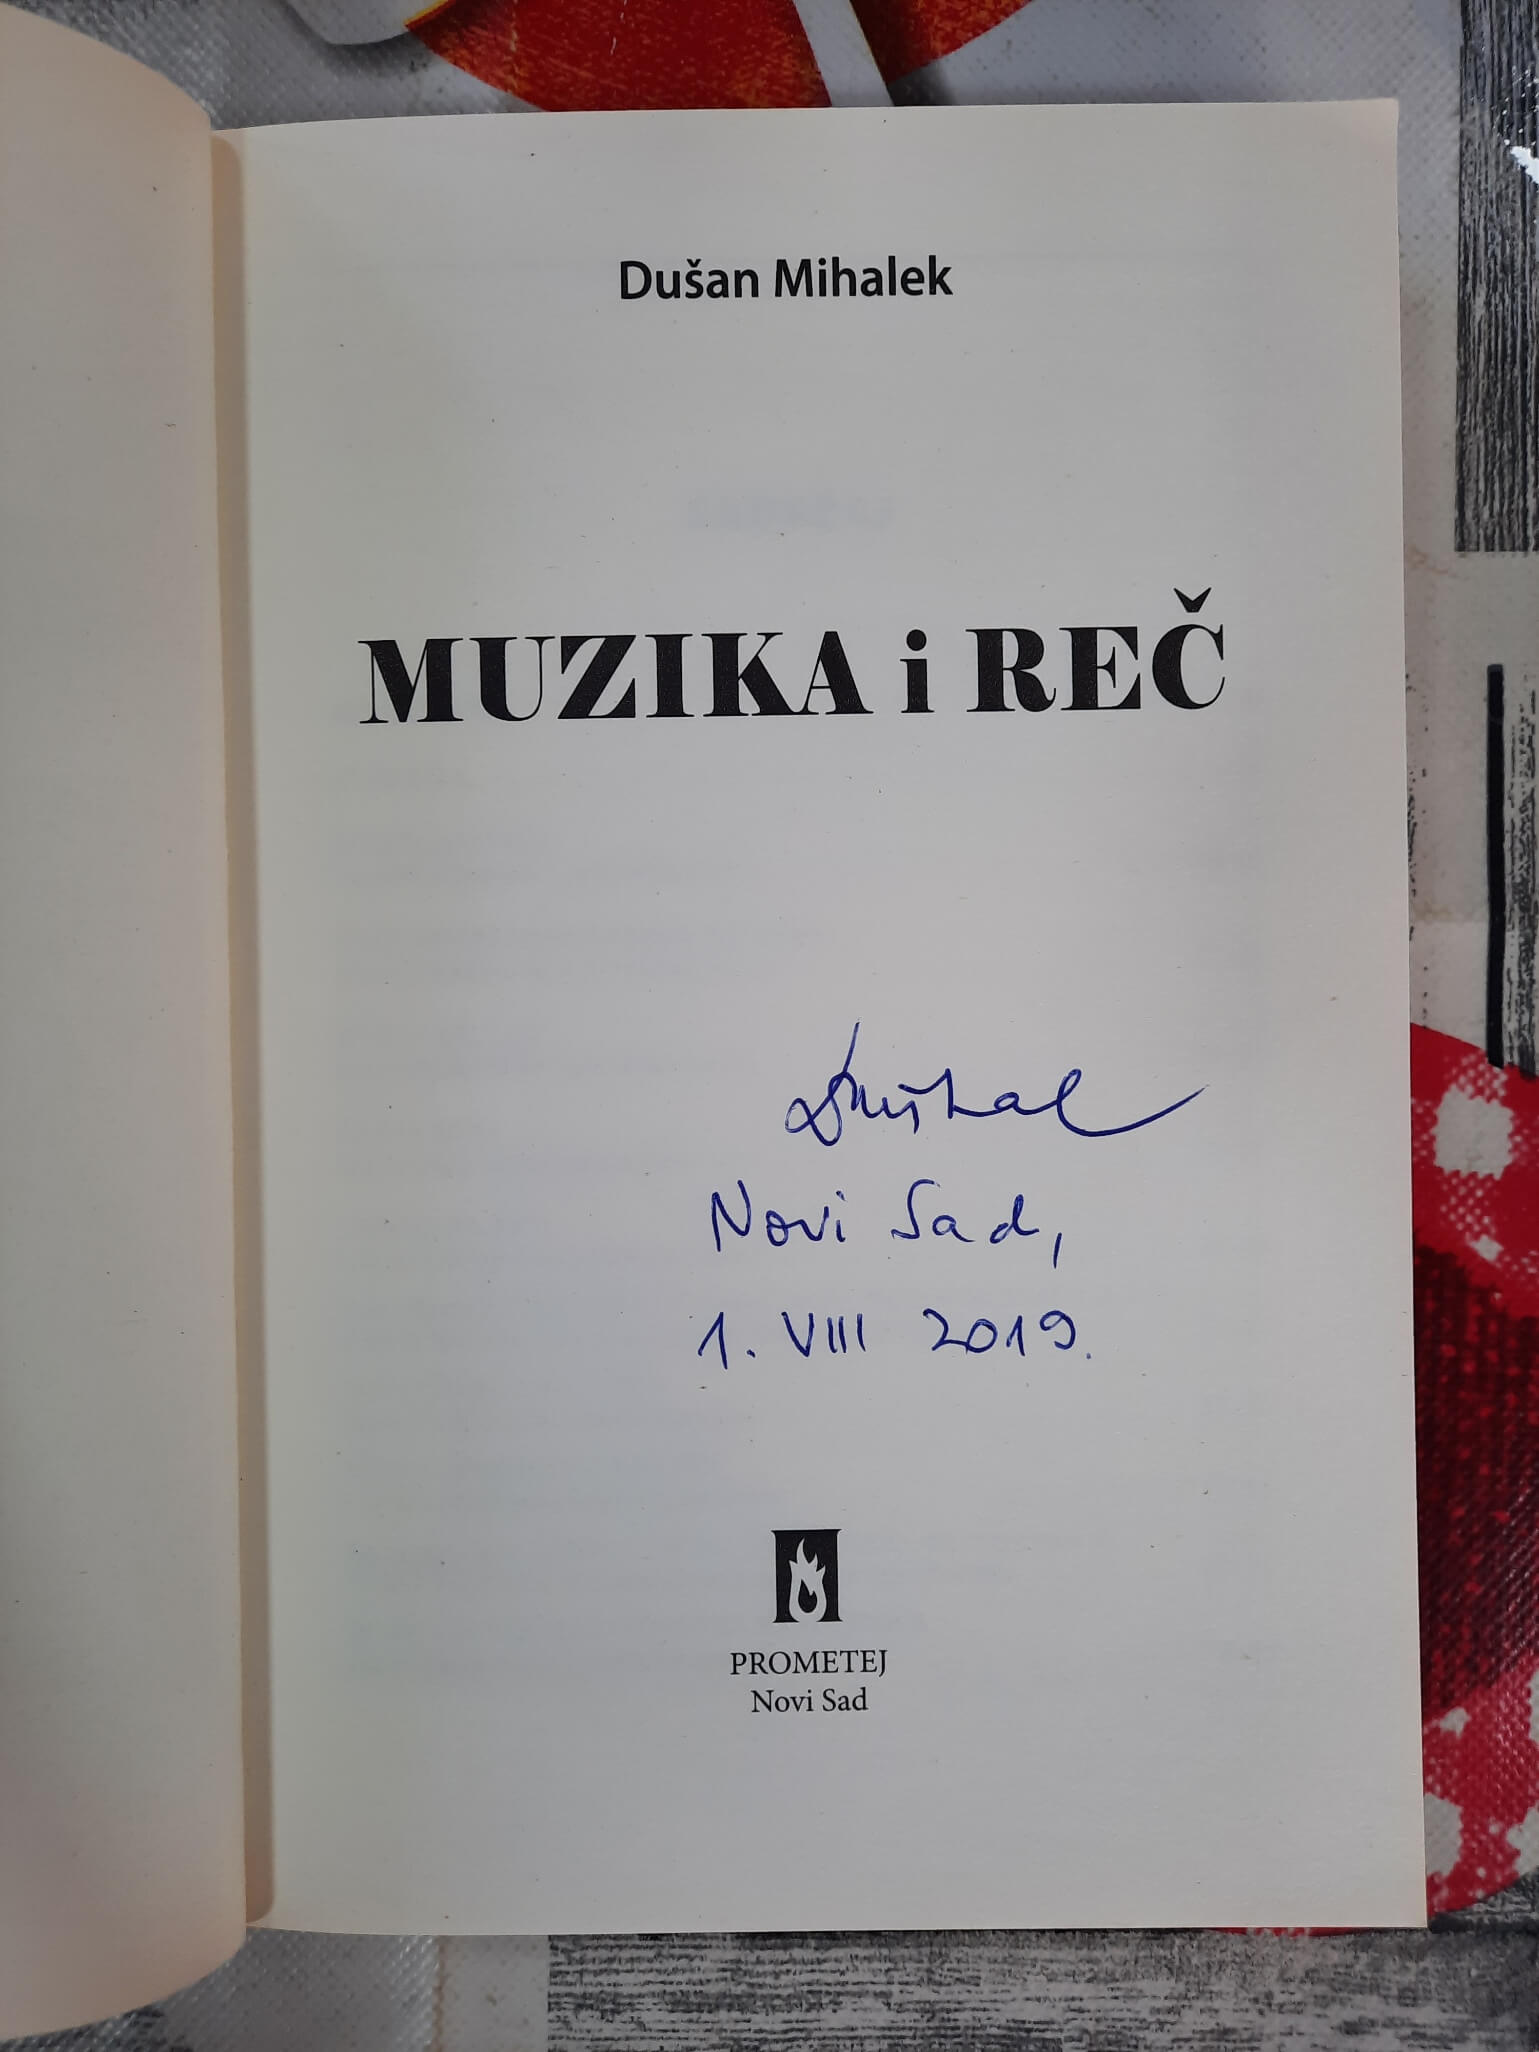 Dušan Mihalek
MUZIKA i REČ
Novi Sad,
1. VIII 2019.
PROMETEJ
Novi Sad